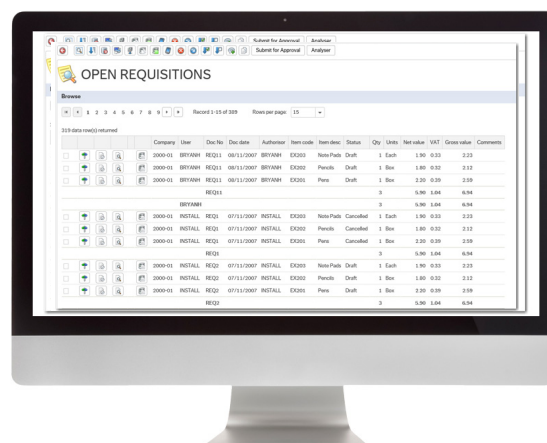 Submit for Approval Analyser
Submit for Approval Analyser
OPEN REQUISITIONS
Browse
1 2 3 4 5 6 7 8 9 Record 1-15 of 309 Rows per page 15
319 data row(s) returned
Company User Doc No Doc date Authoriser Item code Item desc Status Qty Units Net value VAT Gross value Comments
2000-01 BRYANH REQ11 08/11/2007 BRYANH EX203 Note Pads Draft 1 Each 1.90 0.33 2.23
2000-01 BRYANH REQ11 08/11/2007 BRYANH EX202 Pencils Draft 1 Box 1.80 0.32 2.12
2000-01 BRYANH REQ11 08/11/2007 BRYANH EX201 Pens Draft 1 Box 2.20 0.39 2.59
REQ11 3 5.90 1.04 6.94
BRYANH 3 5.90 1.04 6.94
2000-01 INSTALL REQ1 07/11/2007 INSTALL EX203 Note Pads Cancelled 1 Each 1.90 0.33 2.23
2000-01 INSTALL REQ1 07/11/2007 INSTALL EX202 Pencils Cancelled 1 Box 1.80 0.32 2.12
2000-01 INSTALL REQ1 07/11/2007 INSTALL EX201 Pens Cancelled 1 Box 2.20 0.39 2.59
REQ1 3 5.90 1.04 6.94
2000-01 INSTALL REQ2 07/11/2007 INSTALL EX203 Note Pads Draft 1 Each 1.90 0.33 2.23
2000-01 INSTALL REQ2 07/11/2007 INSTALL EX202 Pencils Draft 1 Box 1.80 0.32 2.12
2000-01 INSTALL REQ2 07/11/2007 INSTALL EX201 Pens Draft 1 Box 2.20 0.39 2.59
REQ2 3 5.90 1.04 6.94